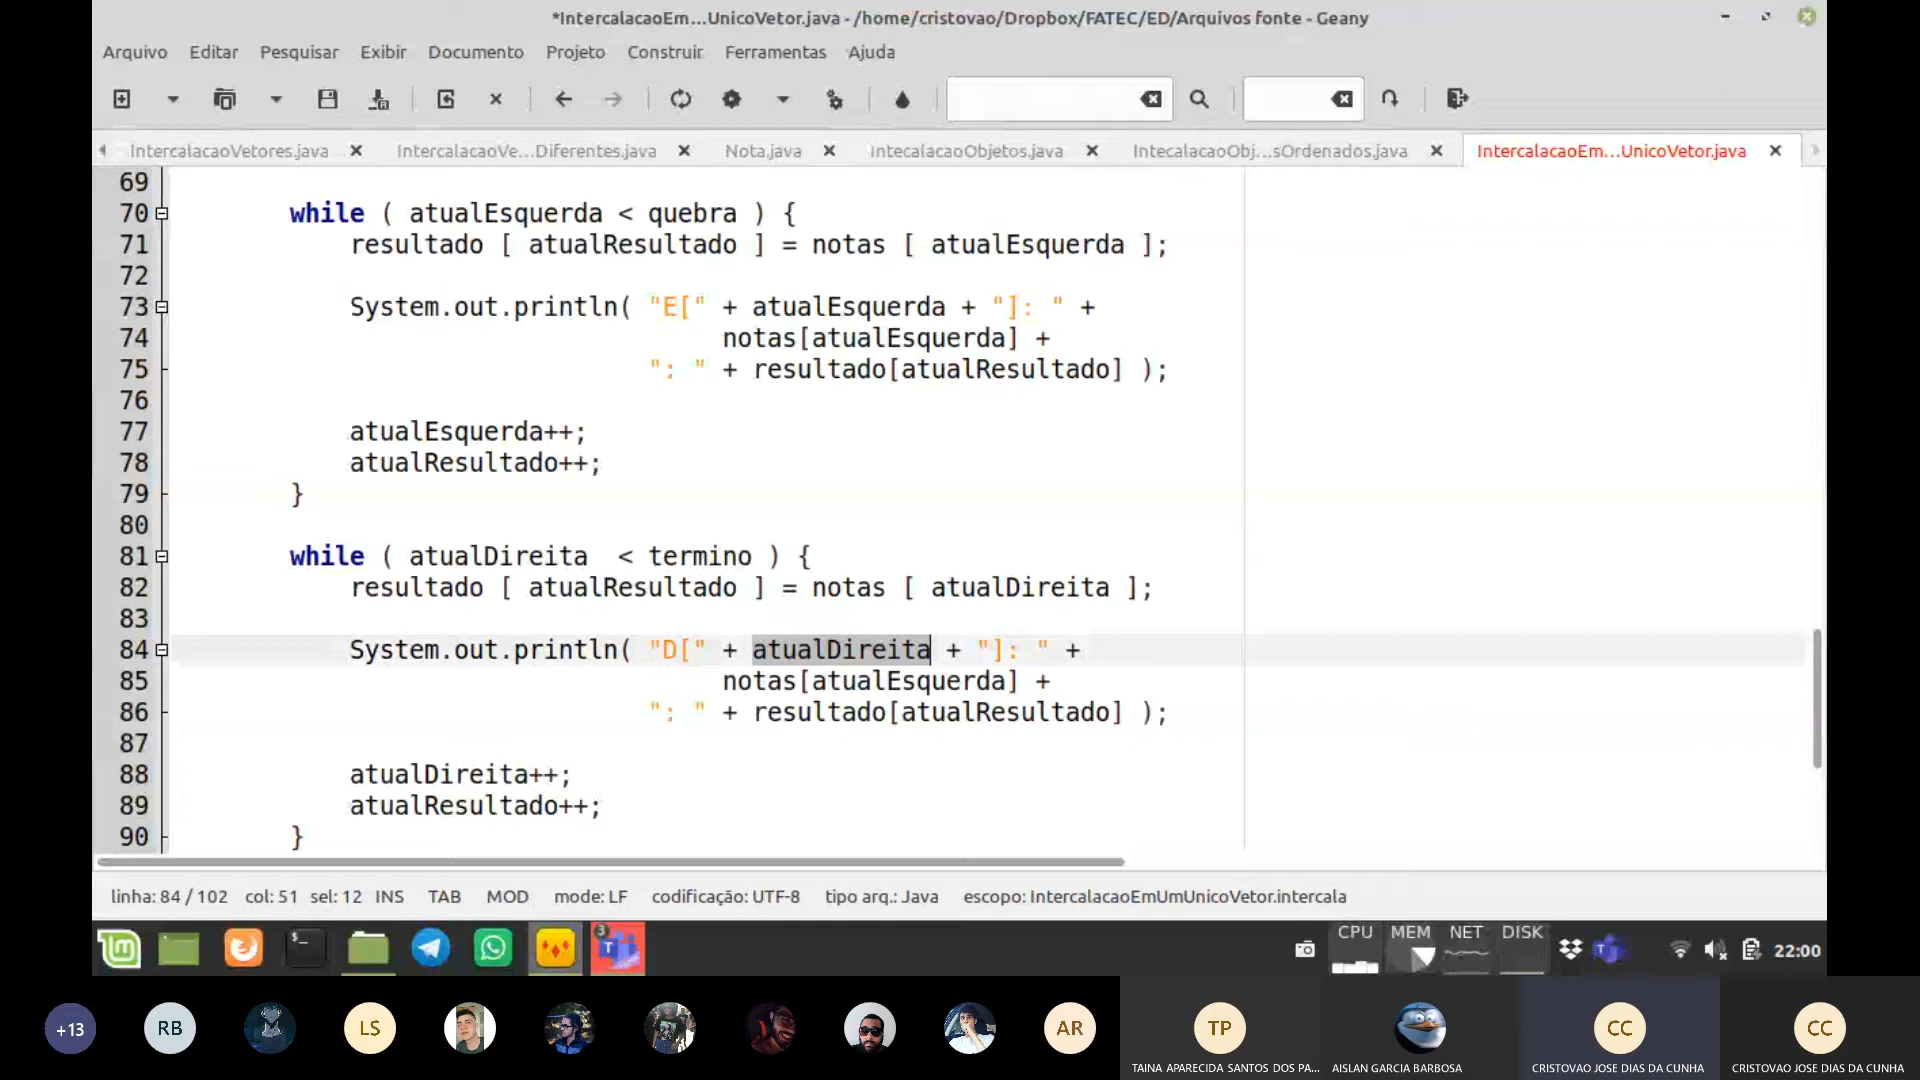 *IntercalacaoEm...UnicoVetor.java - /home/cristovao/Dropbox/FATEC/ED/Arquivos fonte - Geany
Arquivo Editar Pesquisar Exibir Documento Projeto Construir Ferramentas Ajuda
IntercalacaoVetores.java IntercalacaoVe...Diferentes.java Nota.java IntecalacaoObjetos.java IntecalacaoObj...sOrdenados.java IntercalacaoEm...UnicoVetor.java
69
70 while ( atualEsquerda < quebra ) {
71 resultado [ atualResultado ] = notas [ atualEsquerda ];
72
73 System.out.println( "E[" + atualEsquerda + "]: " +
74 notas[atualEsquerda] +
75 ": " + resultado[atualResultado] );
76
77 atualEsquerda++;
78 atualResultado++;
79 }
80
81 while ( atualDireita  < termino ) {
82 resultado [ atualResultado ] = notas [ atualDireita ];
83
84 System.out.println( "D[" + atualDireita + "]: " +
85 notas[atualEsquerda] +
86 ": " + resultado[atualResultado] );
87
88 atualDireita++;
89 atualResultado++;
90 }
linha: 84 / 102 col: 51 sel: 12 INS TAB MOD mode: LF codificação: UTF-8 tipo arq.: Java escopo: IntercalacaoEmUmUnicoVetor.intercala
3 CPU MEM NET DISK 22:00
+13 RB LS AR TP CC CC
TAINA APARECIDA SANTOS DOS PA... AISLAN GARCIA BARBOSA CRISTOVAO JOSE DIAS DA CUNHA CRISTOVAO JOSE DIAS DA CUNHA